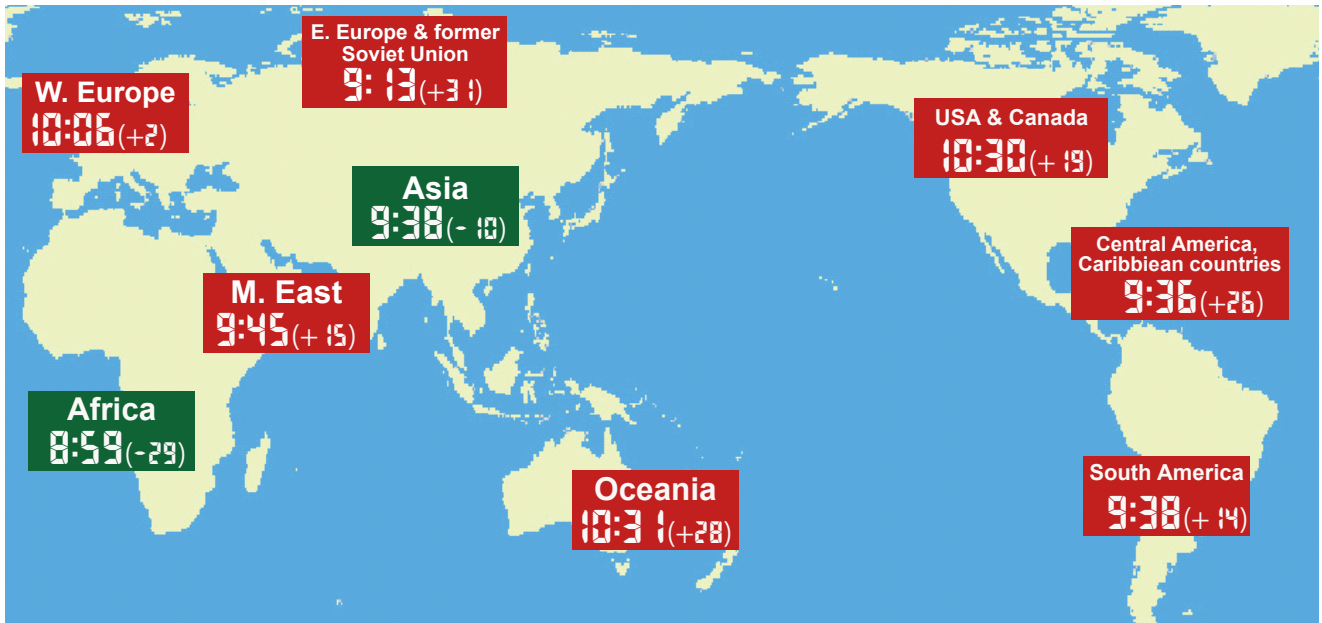 E. Europe & former
Soviet Union
9:13(+31)
W. Europe
10:06(+2)
USA & Canada
10:30(+19)
Asia
9:38(-10)
Central America,
Caribbiean countries
9:36(+26)
M. East
9:45(+15)
Africa
8:59(-29)
South America
9:38(+14)
Oceania
10:31(+28)